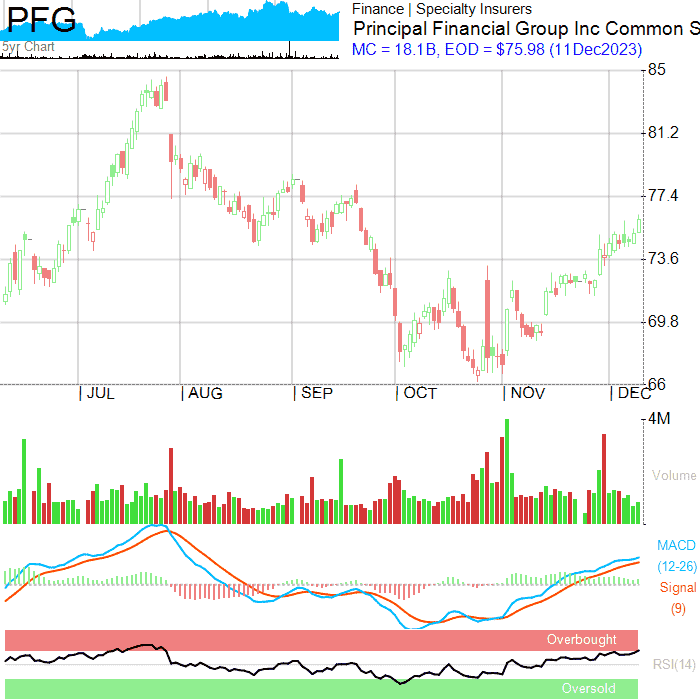 PFG
5yr Chart
Finance | Specialty Insurers
Principal Financial Group Inc Common S
MC = 18.1B, EOD = $75.98 (11Dec2023)
85
81.2
77.4
73.6
69.8
66
| JUL | AUG | SEP | OCT | NOV | DEC
4M
Volume
MACD
(12-26)
Signal
(9)
Overbought
RSI(14)
Oversold